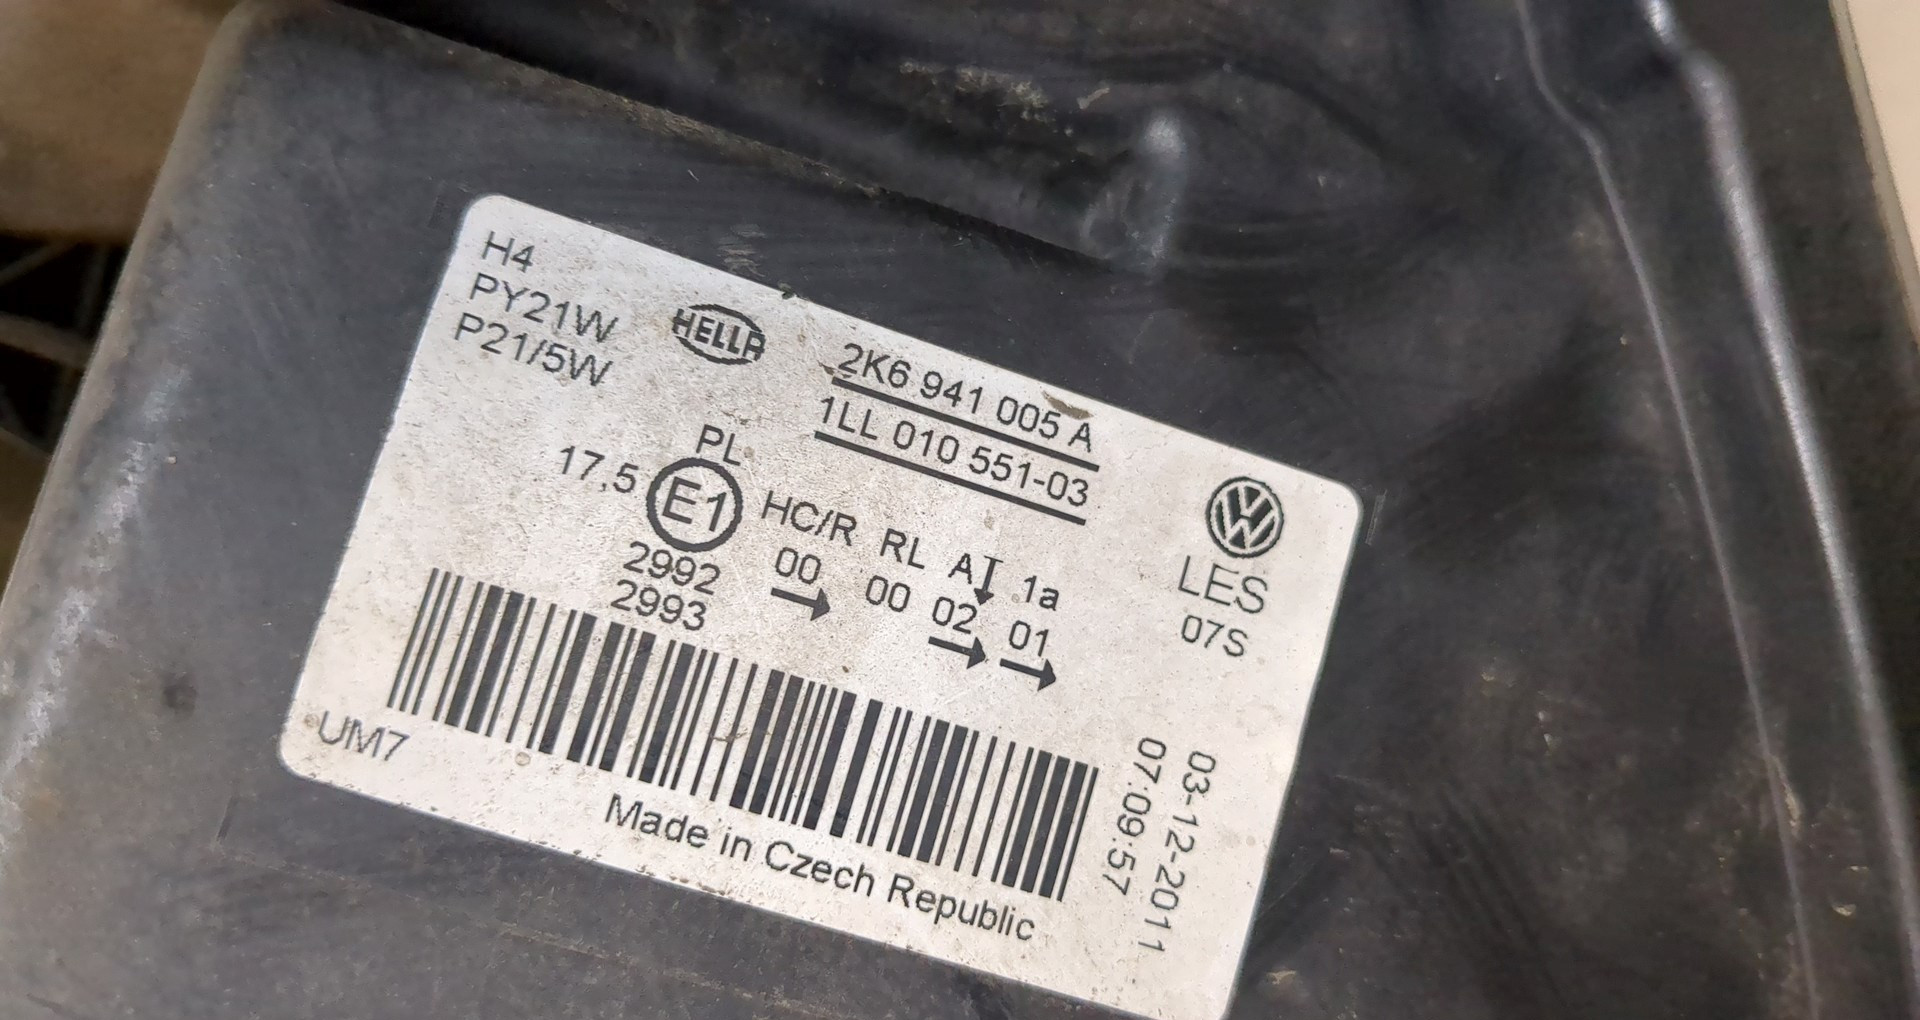 H4
PY21W
P21/5W
HELLA
2K6 941 005 A
1LL 010 551-03
PL
17,5 E1 HC/R RL AI 1a
2992 00 00 02 01
2993
LES
07S
UM7
Made in Czech Republic
03-12-2011
07:09:57